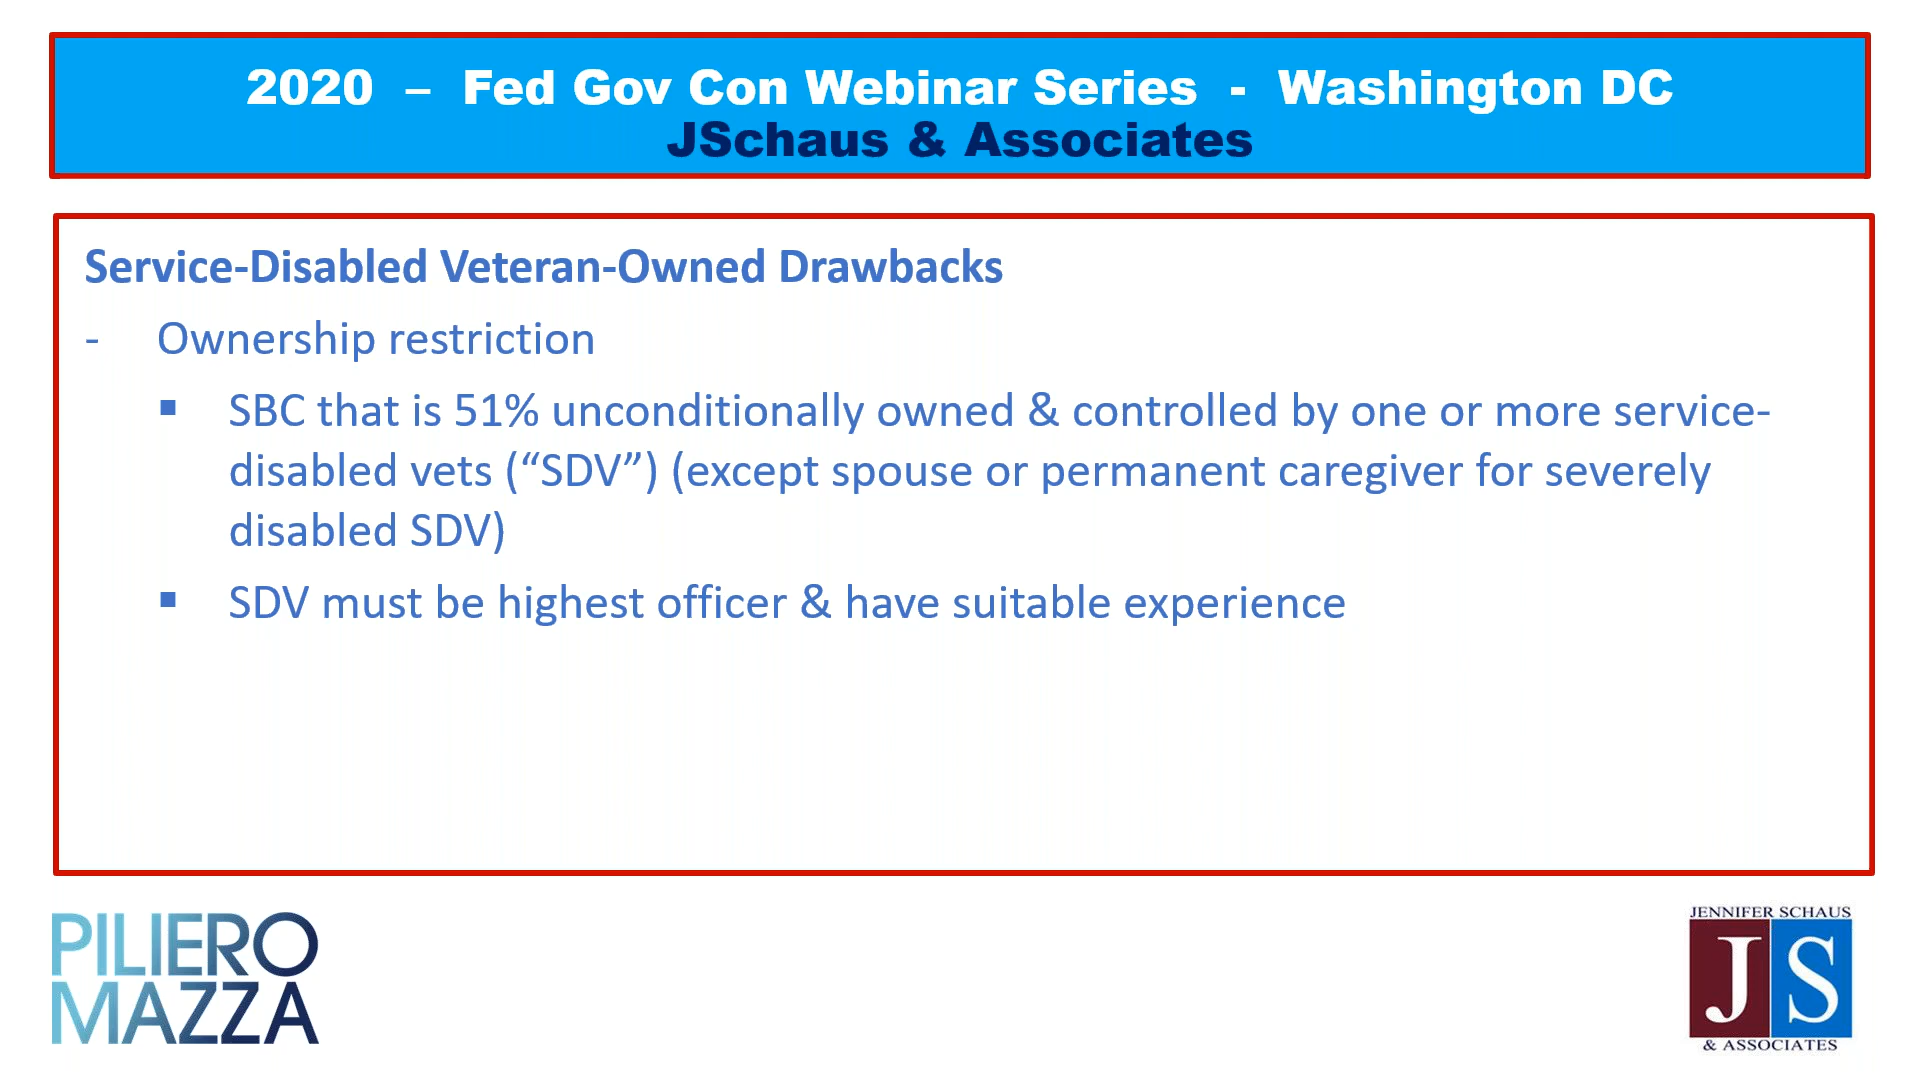 2020 – Fed Gov Con Webinar Series - Washington DC
JSchaus & Associates
Service-Disabled Veteran-Owned Drawbacks
- Ownership restriction
▪ SBC that is 51% unconditionally owned & controlled by one or more service-
disabled vets (“SDV”) (except spouse or permanent caregiver for severely
disabled SDV)
▪ SDV must be highest officer & have suitable experience
PILIERO
MAZZA
JENNIFER SCHAUS
JS
& ASSOCIATES